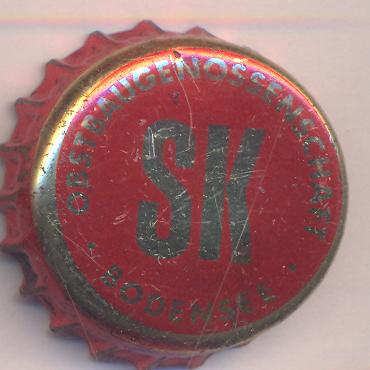 OBSTBAUGENOSSENSCHAFT
SK
· BODENSEE ·